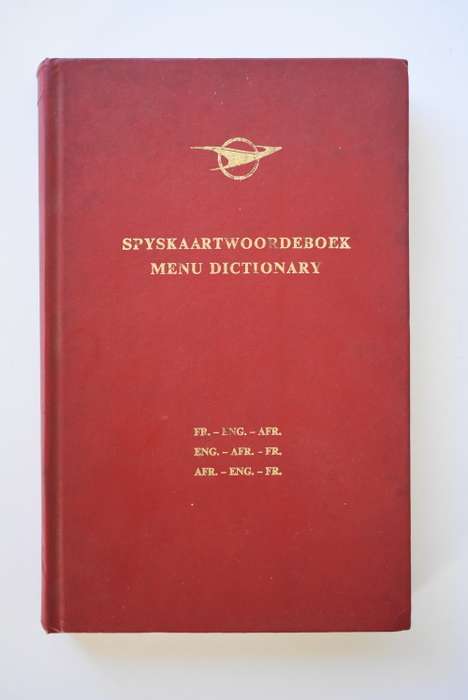 SPYSKAARTWOORDEBOEK
MENU DICTIONARY
FR. – ENG. – AFR.
ENG. – AFR. – FR.
AFR. – ENG. – FR.